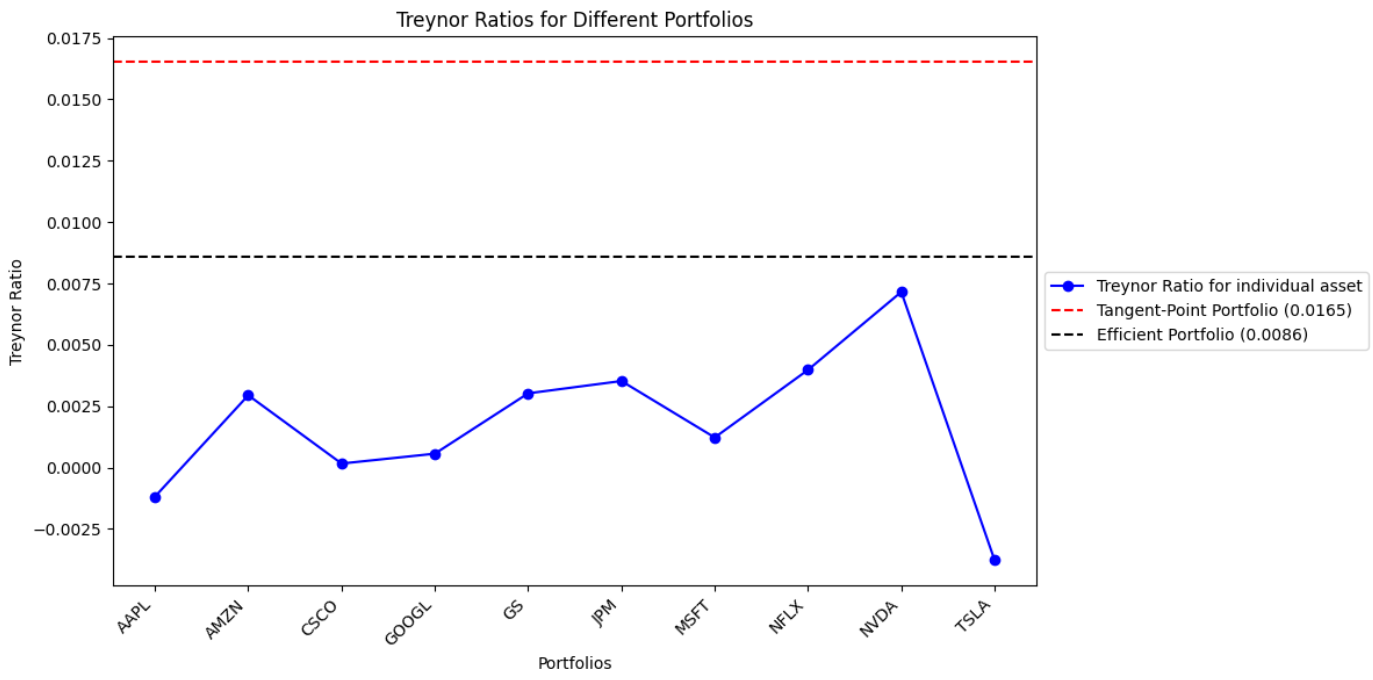 Treynor Ratios for Different Portfolios
0.0175
0.0150
0.0125
0.0100
0.0075
0.0050
0.0025
0.0000
−0.0025
Treynor Ratio
AAPL
AMZN
CSCO
GOOGL
GS
JPM
MSFT
NFLX
NVDA
TSLA
Portfolios
Treynor Ratio for individual asset
Tangent-Point Portfolio (0.0165)
Efficient Portfolio (0.0086)